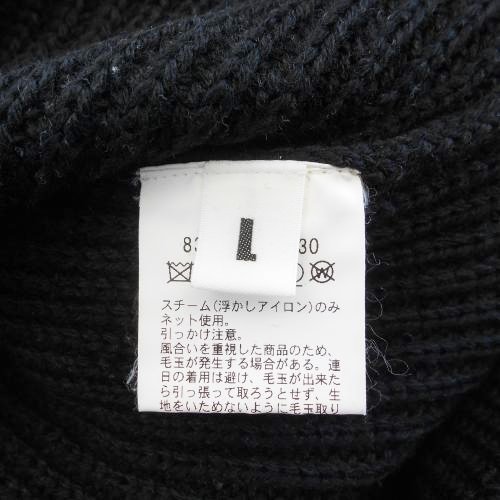 L
83 30
W
スチーム(浮かしアイロン)のみ
ネット使用。
引っかけ注意。
風合いを重視した商品のため、
毛玉が発生する場合がある。連
日の着用は避け、毛玉が出来た
ら引っ張って取ろうとせず、生
地をいためないように毛玉取り